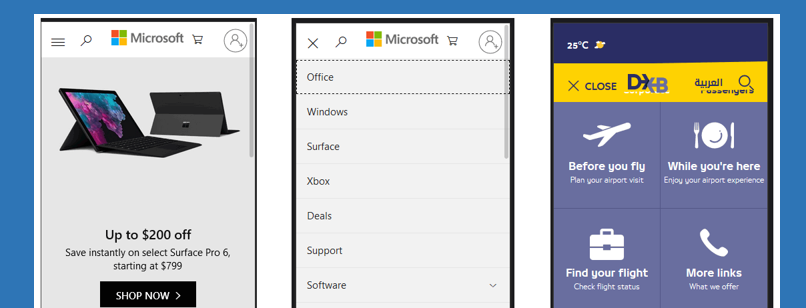 Microsoft
Up to $200 off
Save instantly on select Surface Pro 6,
starting at $799
SHOP NOW
Microsoft
Office
Windows
Surface
Xbox
Deals
Support
Software
25°C
CLOSE
DXB
العربية
Passengers
Before you fly
Plan your airport visit
While you're here
Enjoy your airport experience
Find your flight
Check flight status
More links
What we offer